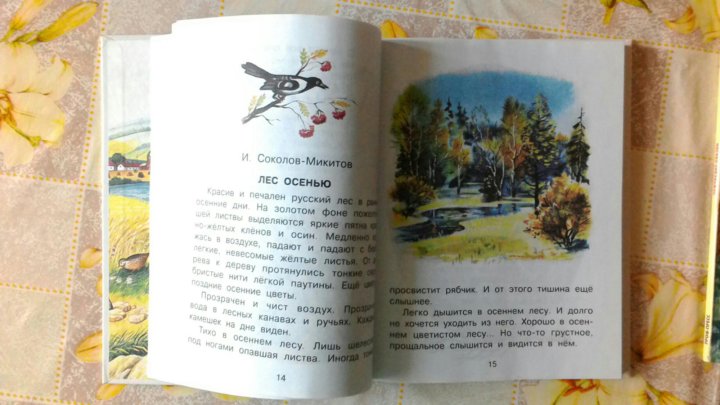 И. Соколов-Микитов
ЛЕС ОСЕНЬЮ
Красив и печален русский лес в
осенние дни. На золотом фоне
шей листвы выделяются яркие пятна
но-жёлтых клёнов и осин. Медленно
жась в воздухе, падают и падают с
лёгкие, невесомые жёлтые листья. От
рева к дереву протянулись тонкие
бристые нити лёгкой паутины. Ещё
поздние осенние цветы.
Прозрачен и чист воздух.
вода в лесных канавах и ручьях.
камешек на дне виден.
Тихо в осеннем лесу. Лишь
под ногами опавшая листва. Иногда
14
просвистит рябчик. И от этого тишина ещё
слышнее.
Легко дышится в осеннем лесу. И долго
не хочется уходить из него. Хорошо в осен-
нем цветистом лесу... Но что-то грустное,
прощальное слышится и видится в нём.
15